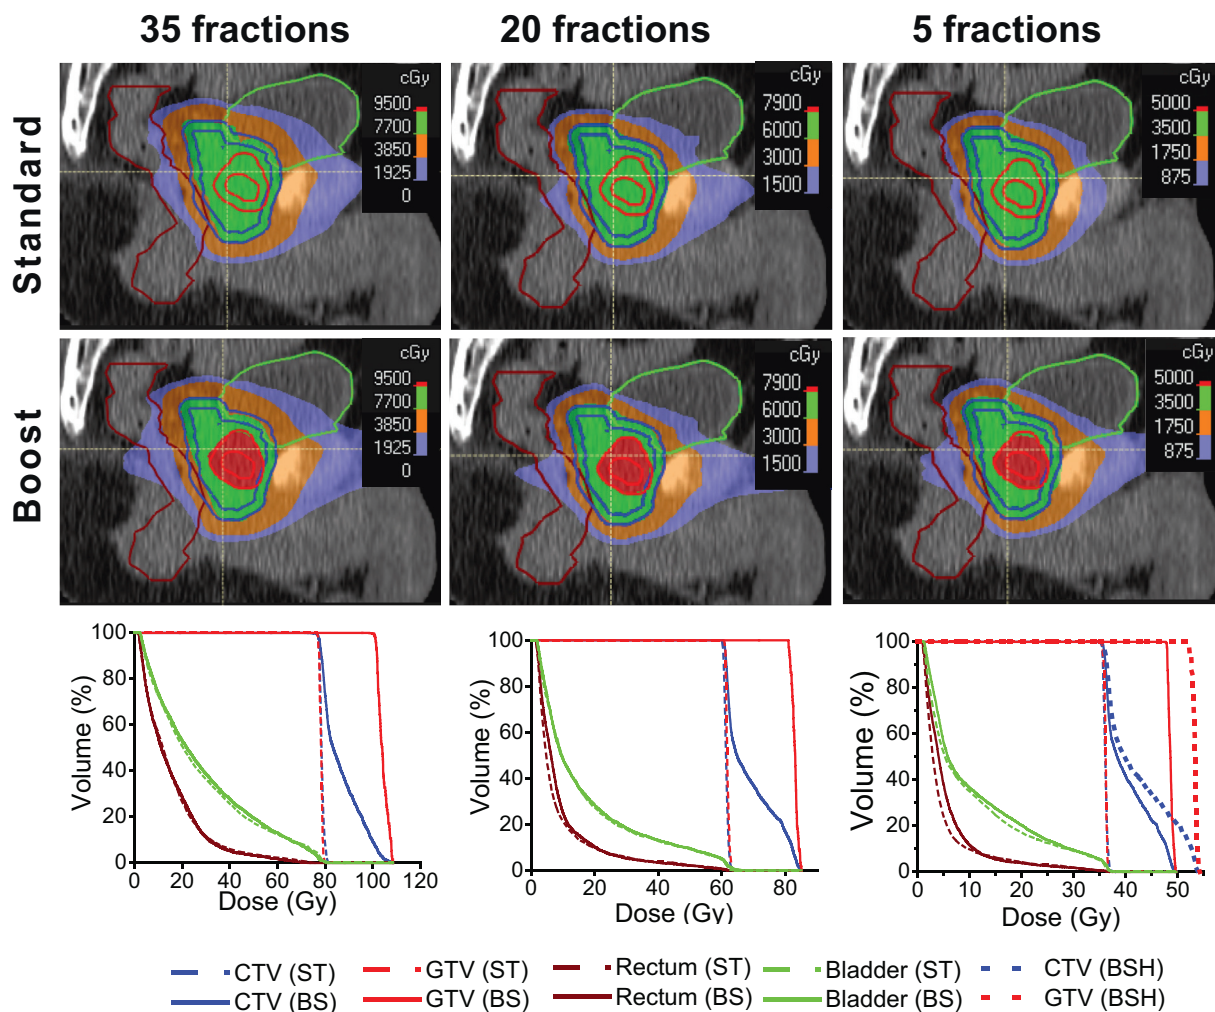 35 fractions
20 fractions
5 fractions
Standard
cGy
9500
7700
3850
1925
0
cGy
7900
6000
3000
1500
cGy
5000
3500
1750
875
Boost
cGy
9500
7700
3850
1925
0
cGy
7900
6000
3000
1500
cGy
5000
3500
1750
875
Volume (%)
100
80
60
40
20
0
0 20 40 60 80 100 120
Dose (Gy)
Volume (%)
100
80
60
40
20
0
0 20 40 60 80
Dose (Gy)
Volume (%)
100
80
60
40
20
0
0 10 20 30 40 50
Dose (Gy)
CTV (ST) GTV (ST) Rectum (ST) Bladder (ST) CTV (BSH)
CTV (BS) GTV (BS) Rectum (BS) Bladder (BS) GTV (BSH)